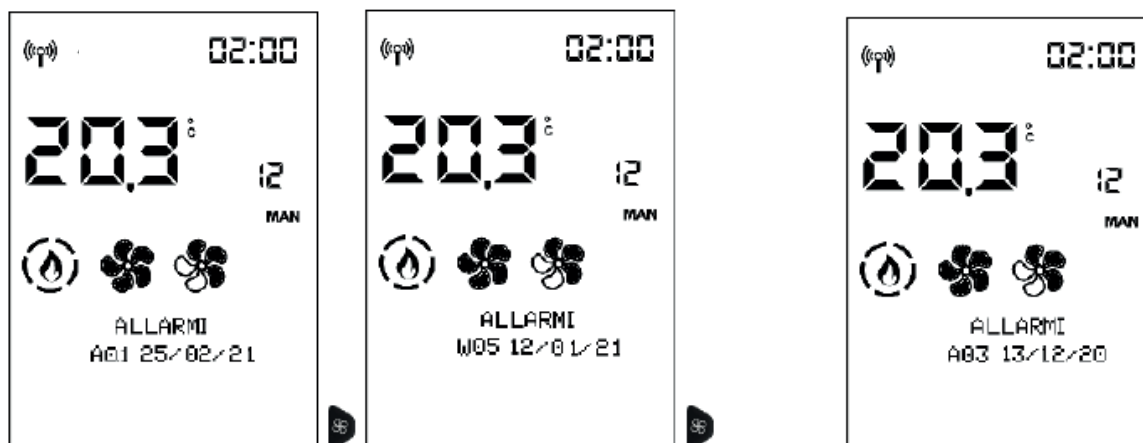 02:00
20.3 °C
12
MAN
ALLARMI
A01 25/02/21
02:00
20.3 °C
12
MAN
ALLARMI
W05 12/01/21
02:00
20.3 °C
12
MAN
ALLARMI
A03 13/12/20